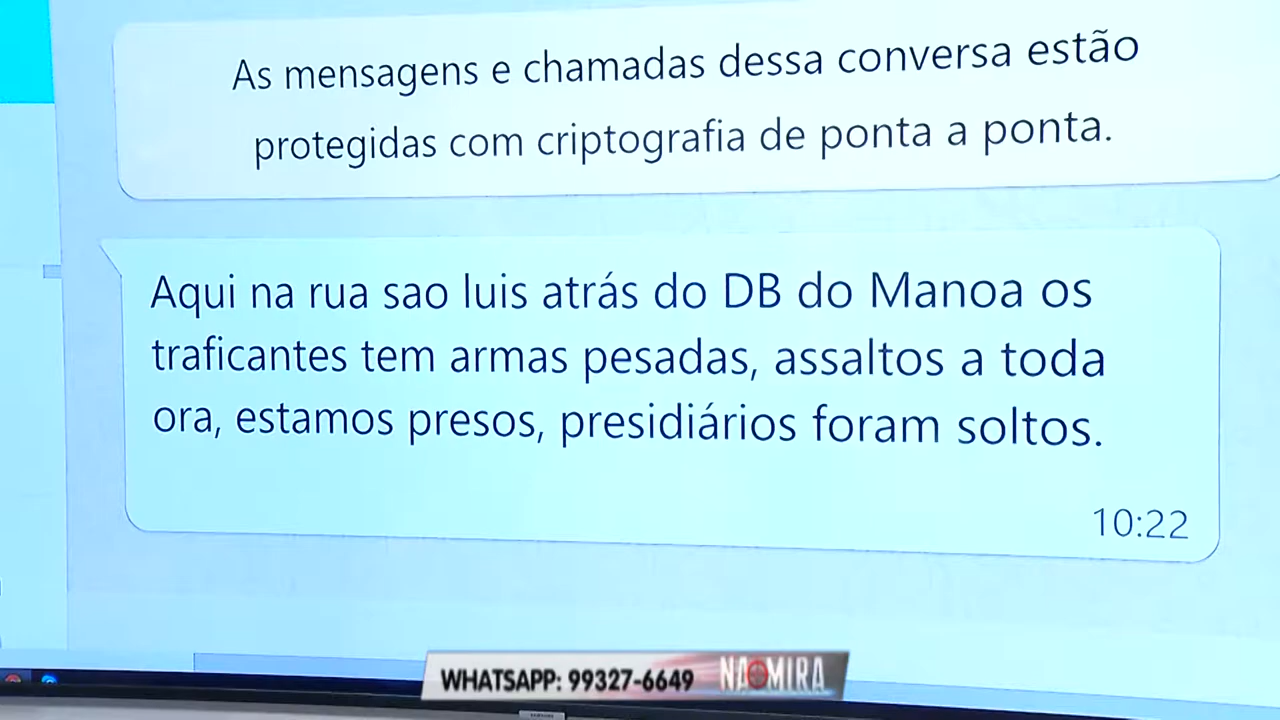 As mensagens e chamadas dessa conversa estão
protegidas com criptografia de ponta a ponta.
Aqui na rua sao luis atrás do DB do Manoa os
traficantes tem armas pesadas, assaltos a toda
ora, estamos presos, presidiários foram soltos.
10:22
WHATSAPP: 99327-6649 NA MIRA